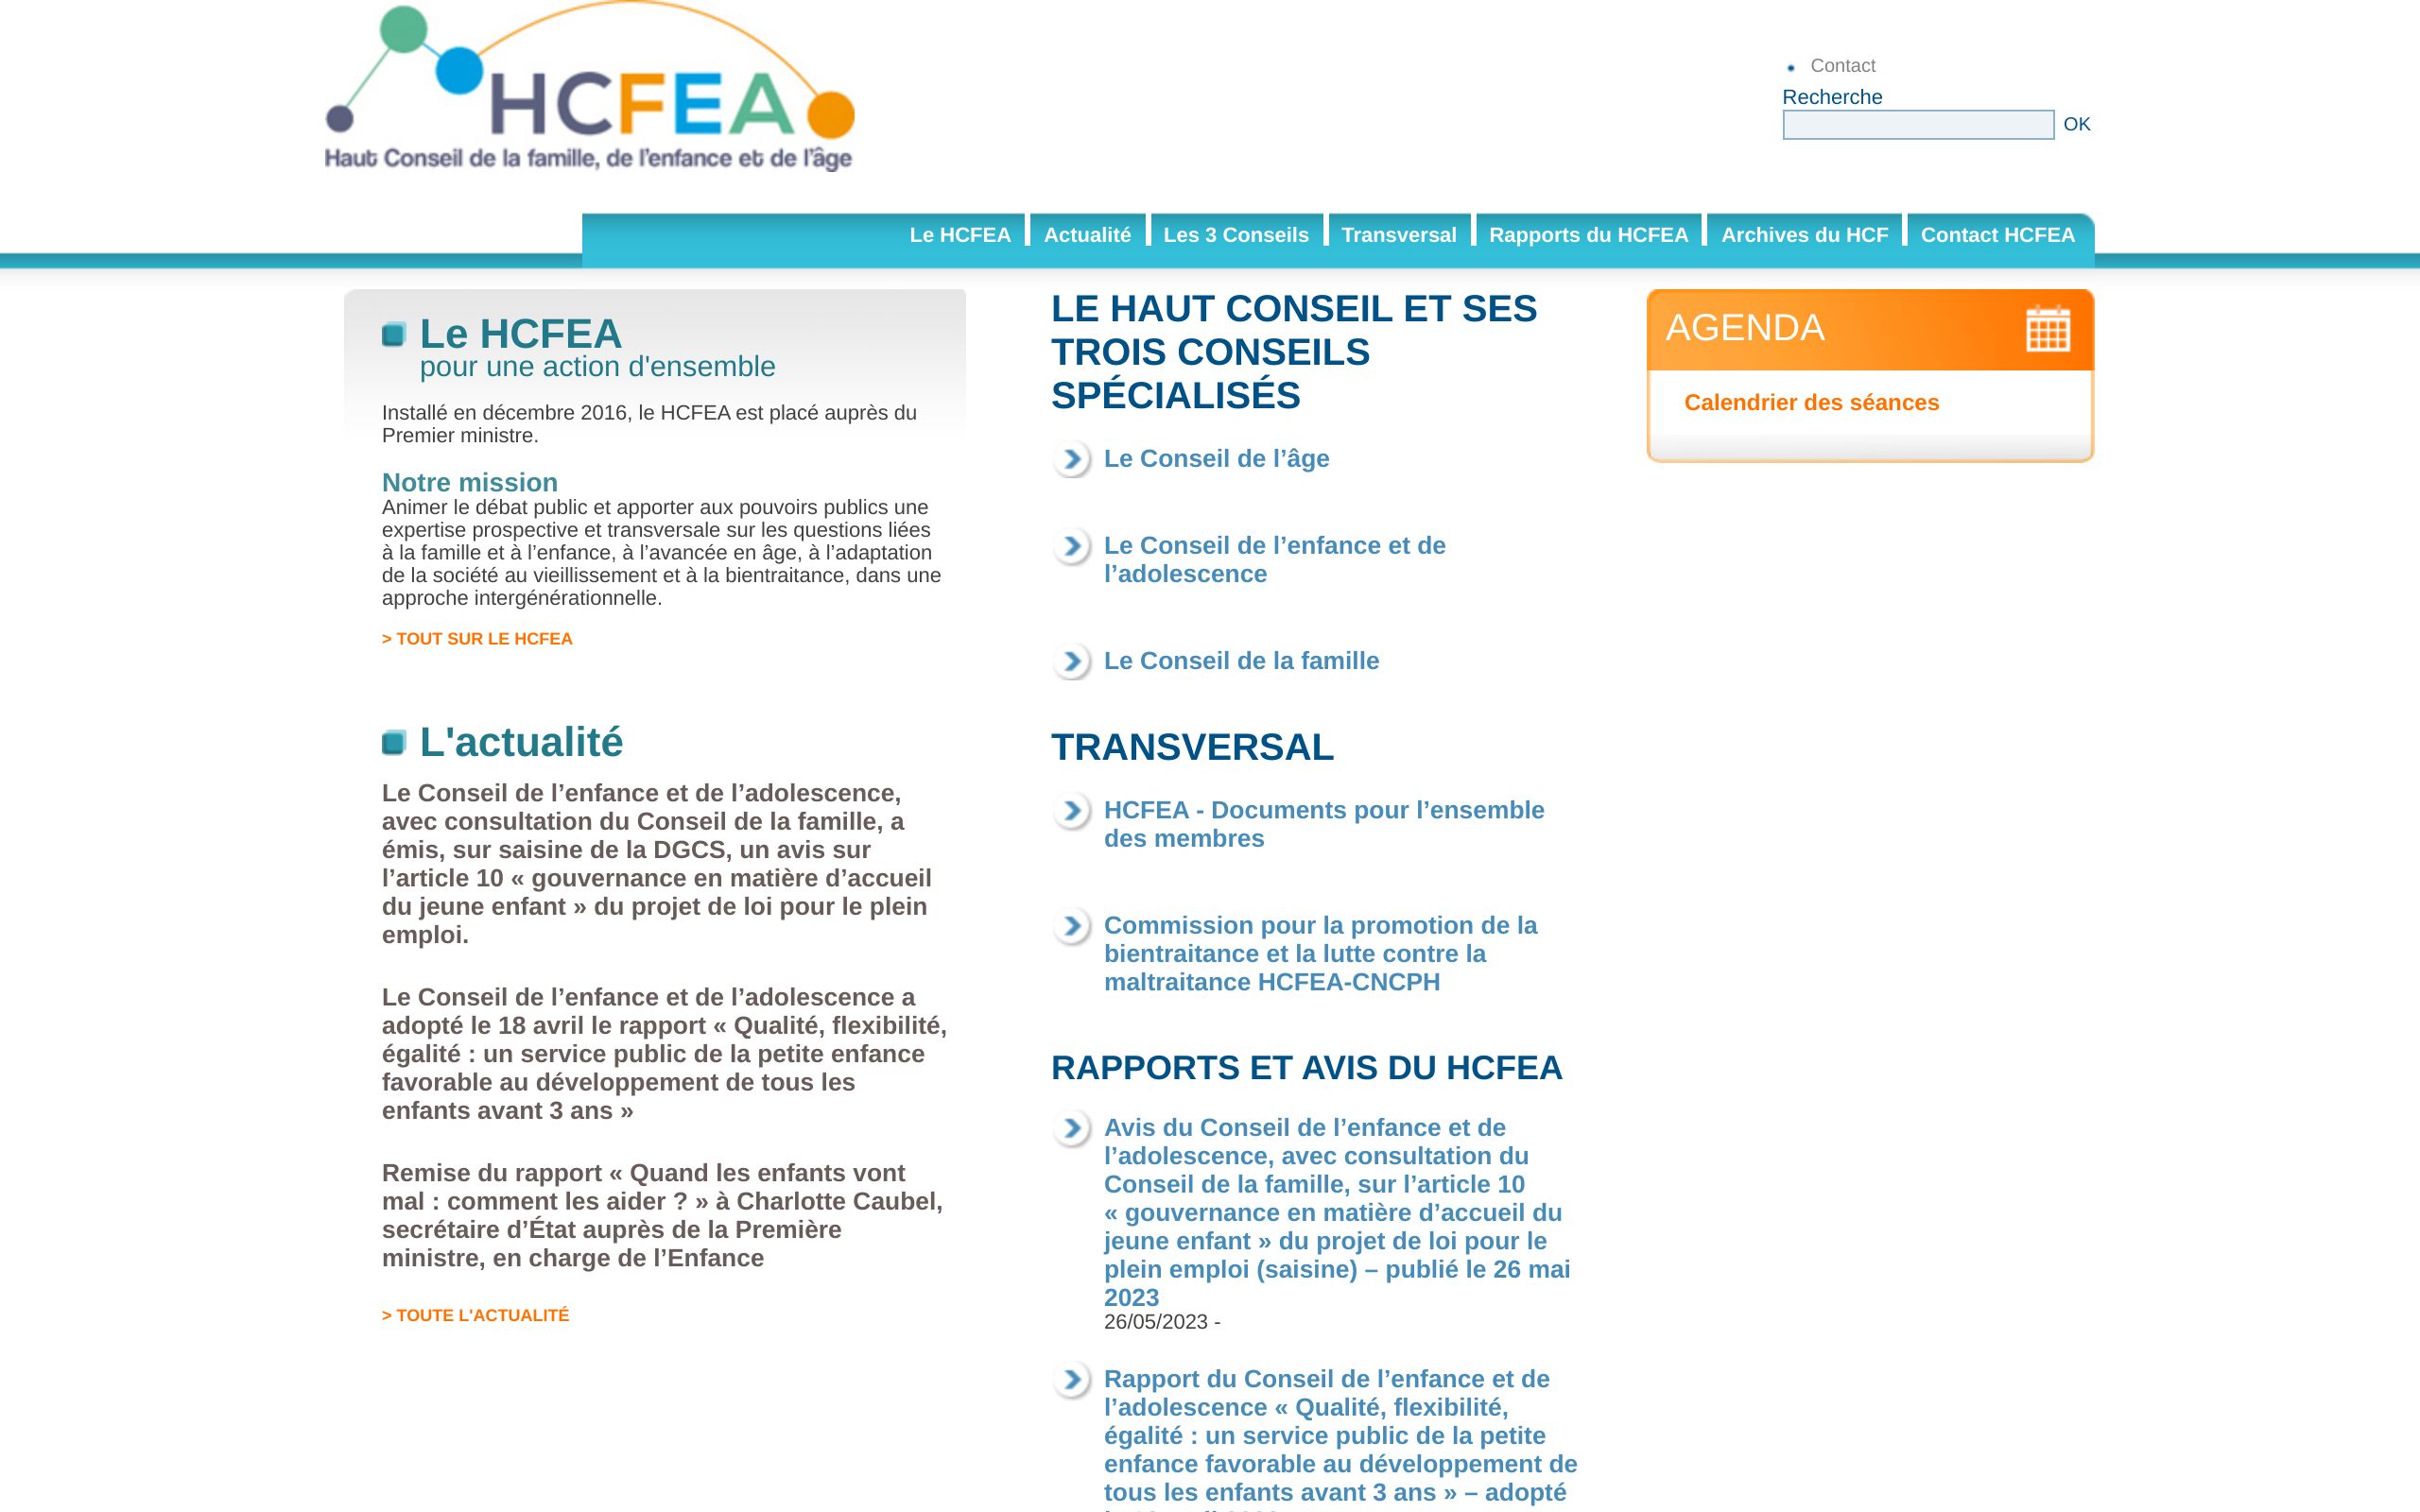 HCFEA
Haut Conseil de la famille, de l'enfance et de l'âge
Contact
Recherche
OK
Le HCFEA
Actualité
Les 3 Conseils
Transversal
Rapports du HCFEA
Archives du HCF
Contact HCFEA
Le HCFEA
pour une action d'ensemble
Installé en décembre 2016, le HCFEA est placé auprès du
Premier ministre.
Notre mission
Animer le débat public et apporter aux pouvoirs publics une
expertise prospective et transversale sur les questions liées
à la famille et à l’enfance, à l’avancée en âge, à l’adaptation
de la société au vieillissement et à la bientraitance, dans une
approche intergénérationnelle.
> TOUT SUR LE HCFEA
L'actualité
Le Conseil de l’enfance et de l’adolescence,
avec consultation du Conseil de la famille, a
émis, sur saisine de la DGCS, un avis sur
l’article 10 « gouvernance en matière d’accueil
du jeune enfant » du projet de loi pour le plein
emploi.
Le Conseil de l’enfance et de l’adolescence a
adopté le 18 avril le rapport « Qualité, flexibilité,
égalité : un service public de la petite enfance
favorable au développement de tous les
enfants avant 3 ans »
Remise du rapport « Quand les enfants vont
mal : comment les aider ? » à Charlotte Caubel,
secrétaire d’État auprès de la Première
ministre, en charge de l’Enfance
> TOUTE L'ACTUALITÉ
LE HAUT CONSEIL ET SES
TROIS CONSEILS
SPÉCIALISÉS
Le Conseil de l’âge
Le Conseil de l’enfance et de
l’adolescence
Le Conseil de la famille
TRANSVERSAL
HCFEA - Documents pour l’ensemble
des membres
Commission pour la promotion de la
bientraitance et la lutte contre la
maltraitance HCFEA-CNCPH
RAPPORTS ET AVIS DU HCFEA
Avis du Conseil de l’enfance et de
l’adolescence, avec consultation du
Conseil de la famille, sur l’article 10
« gouvernance en matière d’accueil du
jeune enfant » du projet de loi pour le
plein emploi (saisine) – publié le 26 mai
2023
26/05/2023 -
Rapport du Conseil de l’enfance et de
l’adolescence « Qualité, flexibilité,
égalité : un service public de la petite
enfance favorable au développement de
tous les enfants avant 3 ans » – adopté
AGENDA
Calendrier des séances